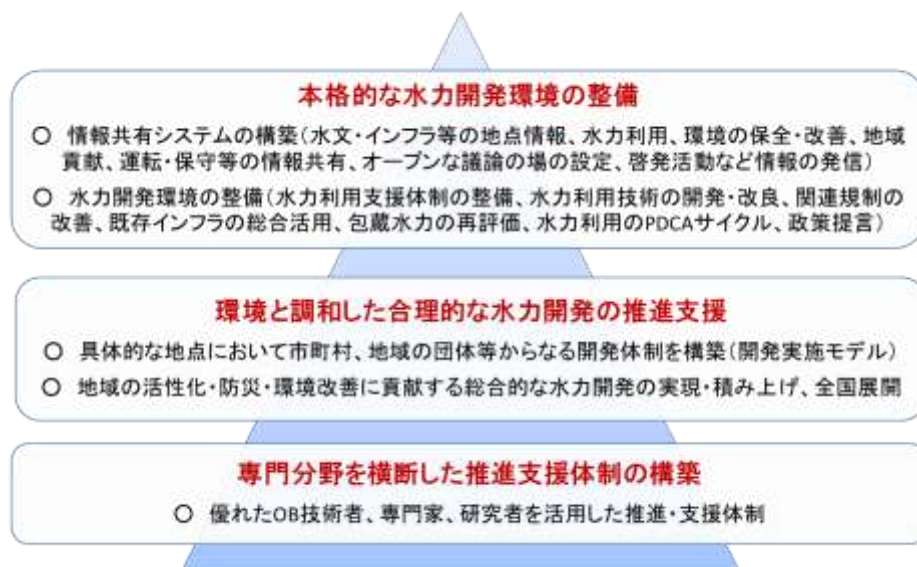 本格的な水力開発環境の整備
○ 情報共有システムの構築(水文・インフラ等の地点情報、水力利用、環境の保全・改善、地域
貢献、運転・保守等の情報共有、オープンな議論の場の設定、啓発活動など情報の発信)
○ 水力開発環境の整備(水力利用支援体制の整備、水力利用技術の開発・改良、関連規制の
改善、既存インフラの総合活用、包蔵水力の再評価、水力利用のPDCAサイクル、政策提言)
環境と調和した合理的な水力開発の推進支援
○ 具体的な地点において市町村、地域の団体等からなる開発体制を構築(開発実施モデル)
○ 地域の活性化・防災・環境改善に貢献する総合的な水力開発の実現・積み上げ、全国展開
専門分野を横断した推進支援体制の構築
○ 優れたOB技術者、専門家、研究者を活用した推進・支援体制